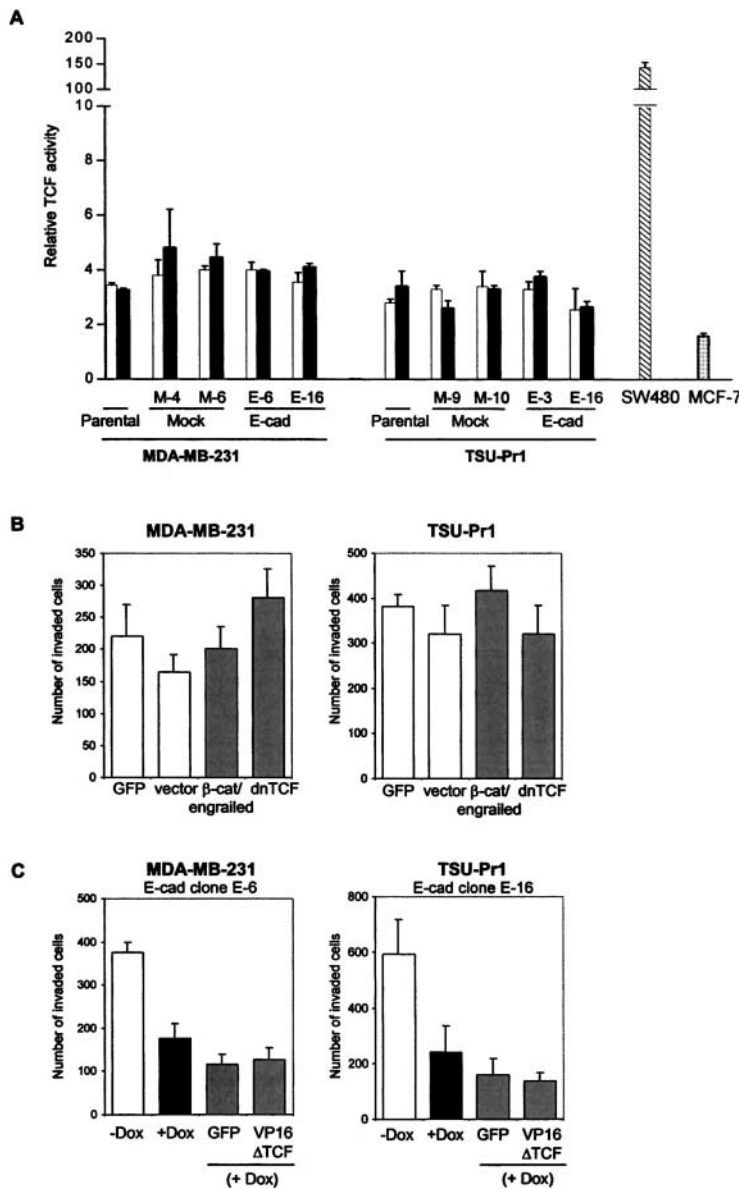 A
Relative TCF activity
200
150
100
10
8
6
4
2
0
M-4 M-6 E-6 E-16 M-9 M-10 E-3 E-16 SW480 MCF-7
Parental Mock E-cad Parental Mock E-cad
MDA-MB-231 TSU-Pr1
B
MDA-MB-231
Number of invaded cells
350
300
250
200
150
100
50
0
GFP vector β-cat/ dnTCF
engrailed
TSU-Pr1
Number of invaded cells
500
400
300
200
100
0
GFP vector β-cat/ dnTCF
engrailed
C
MDA-MB-231
E-cad clone E-6
Number of invaded cells
500
400
300
200
100
0
-Dox +Dox GFP VP16
ΔTCF
(+ Dox)
TSU-Pr1
E-cad clone E-16
Number of invaded cells
800
600
400
200
0
-Dox +Dox GFP VP16
ΔTCF
(+ Dox)